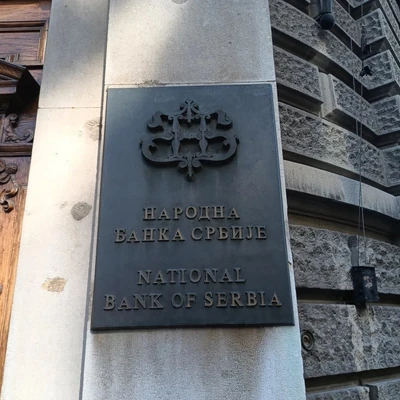 НАРОДНА
БАНКА СРБИЈЕ
NATIONAL
BANK OF SERBIA